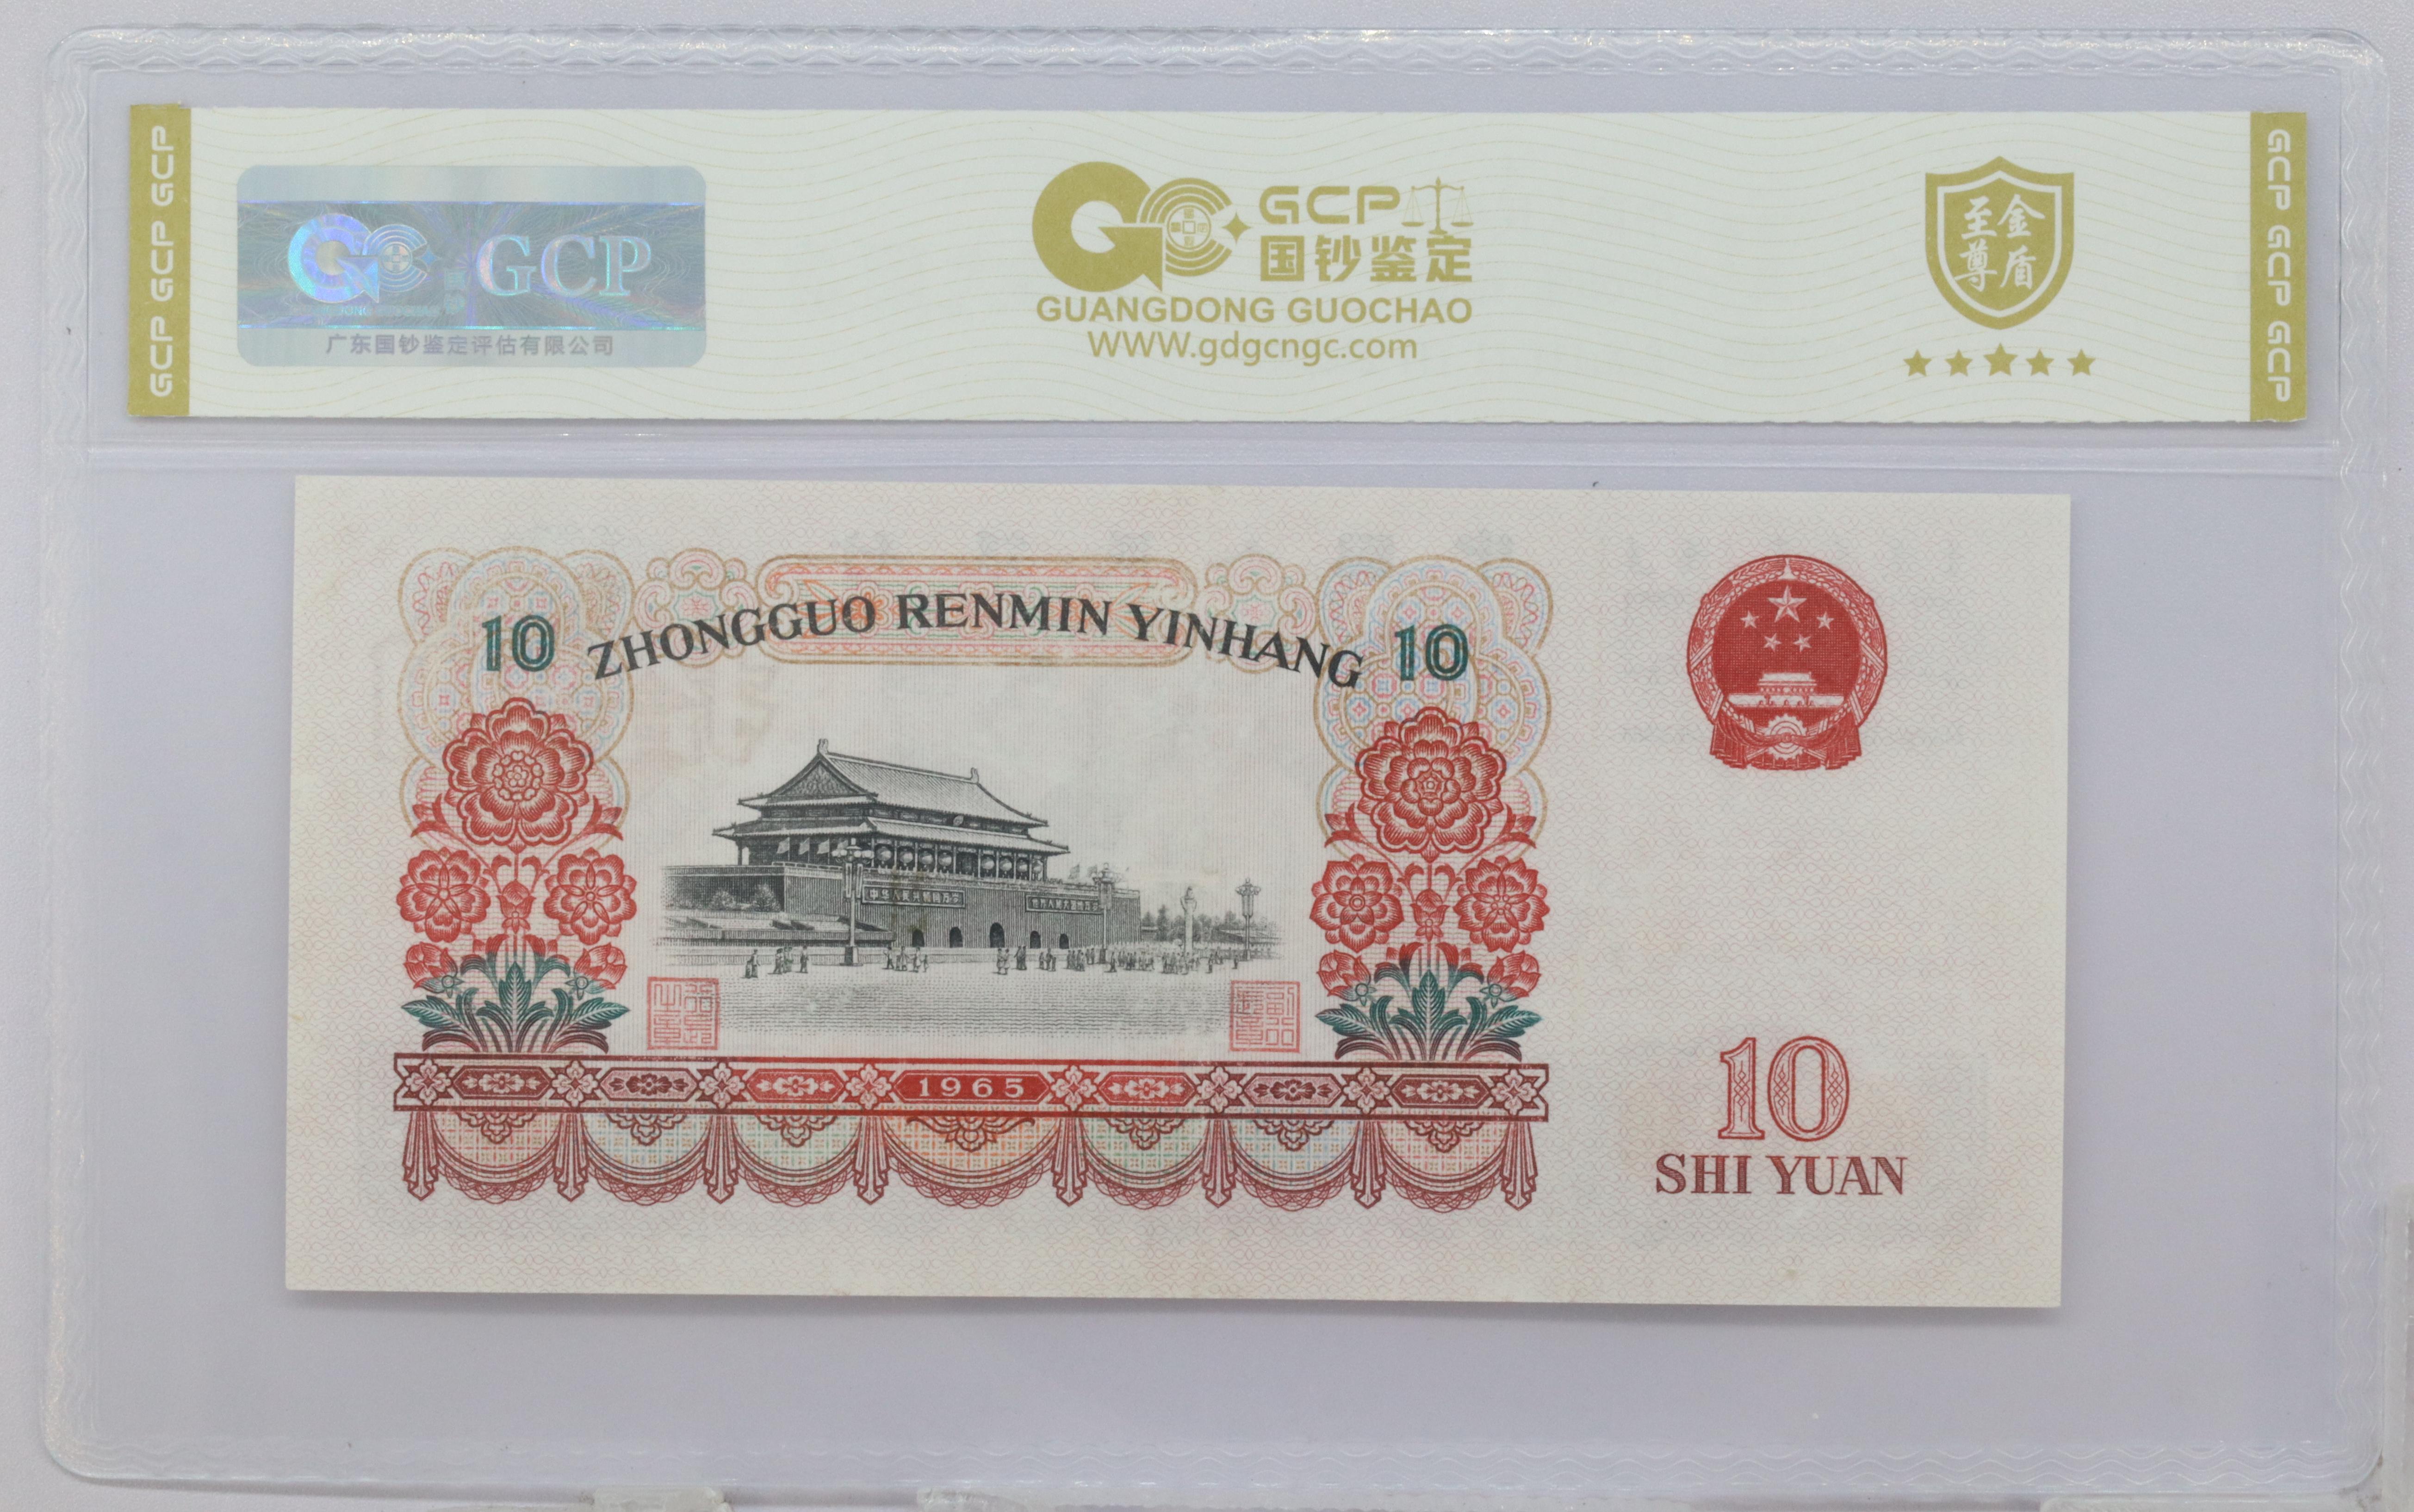 GCP GCP GCP
GCP
广东国钞鉴定评估有限公司
GCP
国钞鉴定
GUANGDONG GUOCHAO
WWW.gdgcngc.com
至金
尊盾
GCP GCP GCP
10 ZHONGGUO RENMIN YINHANG 10
1965
10
SHI YUAN